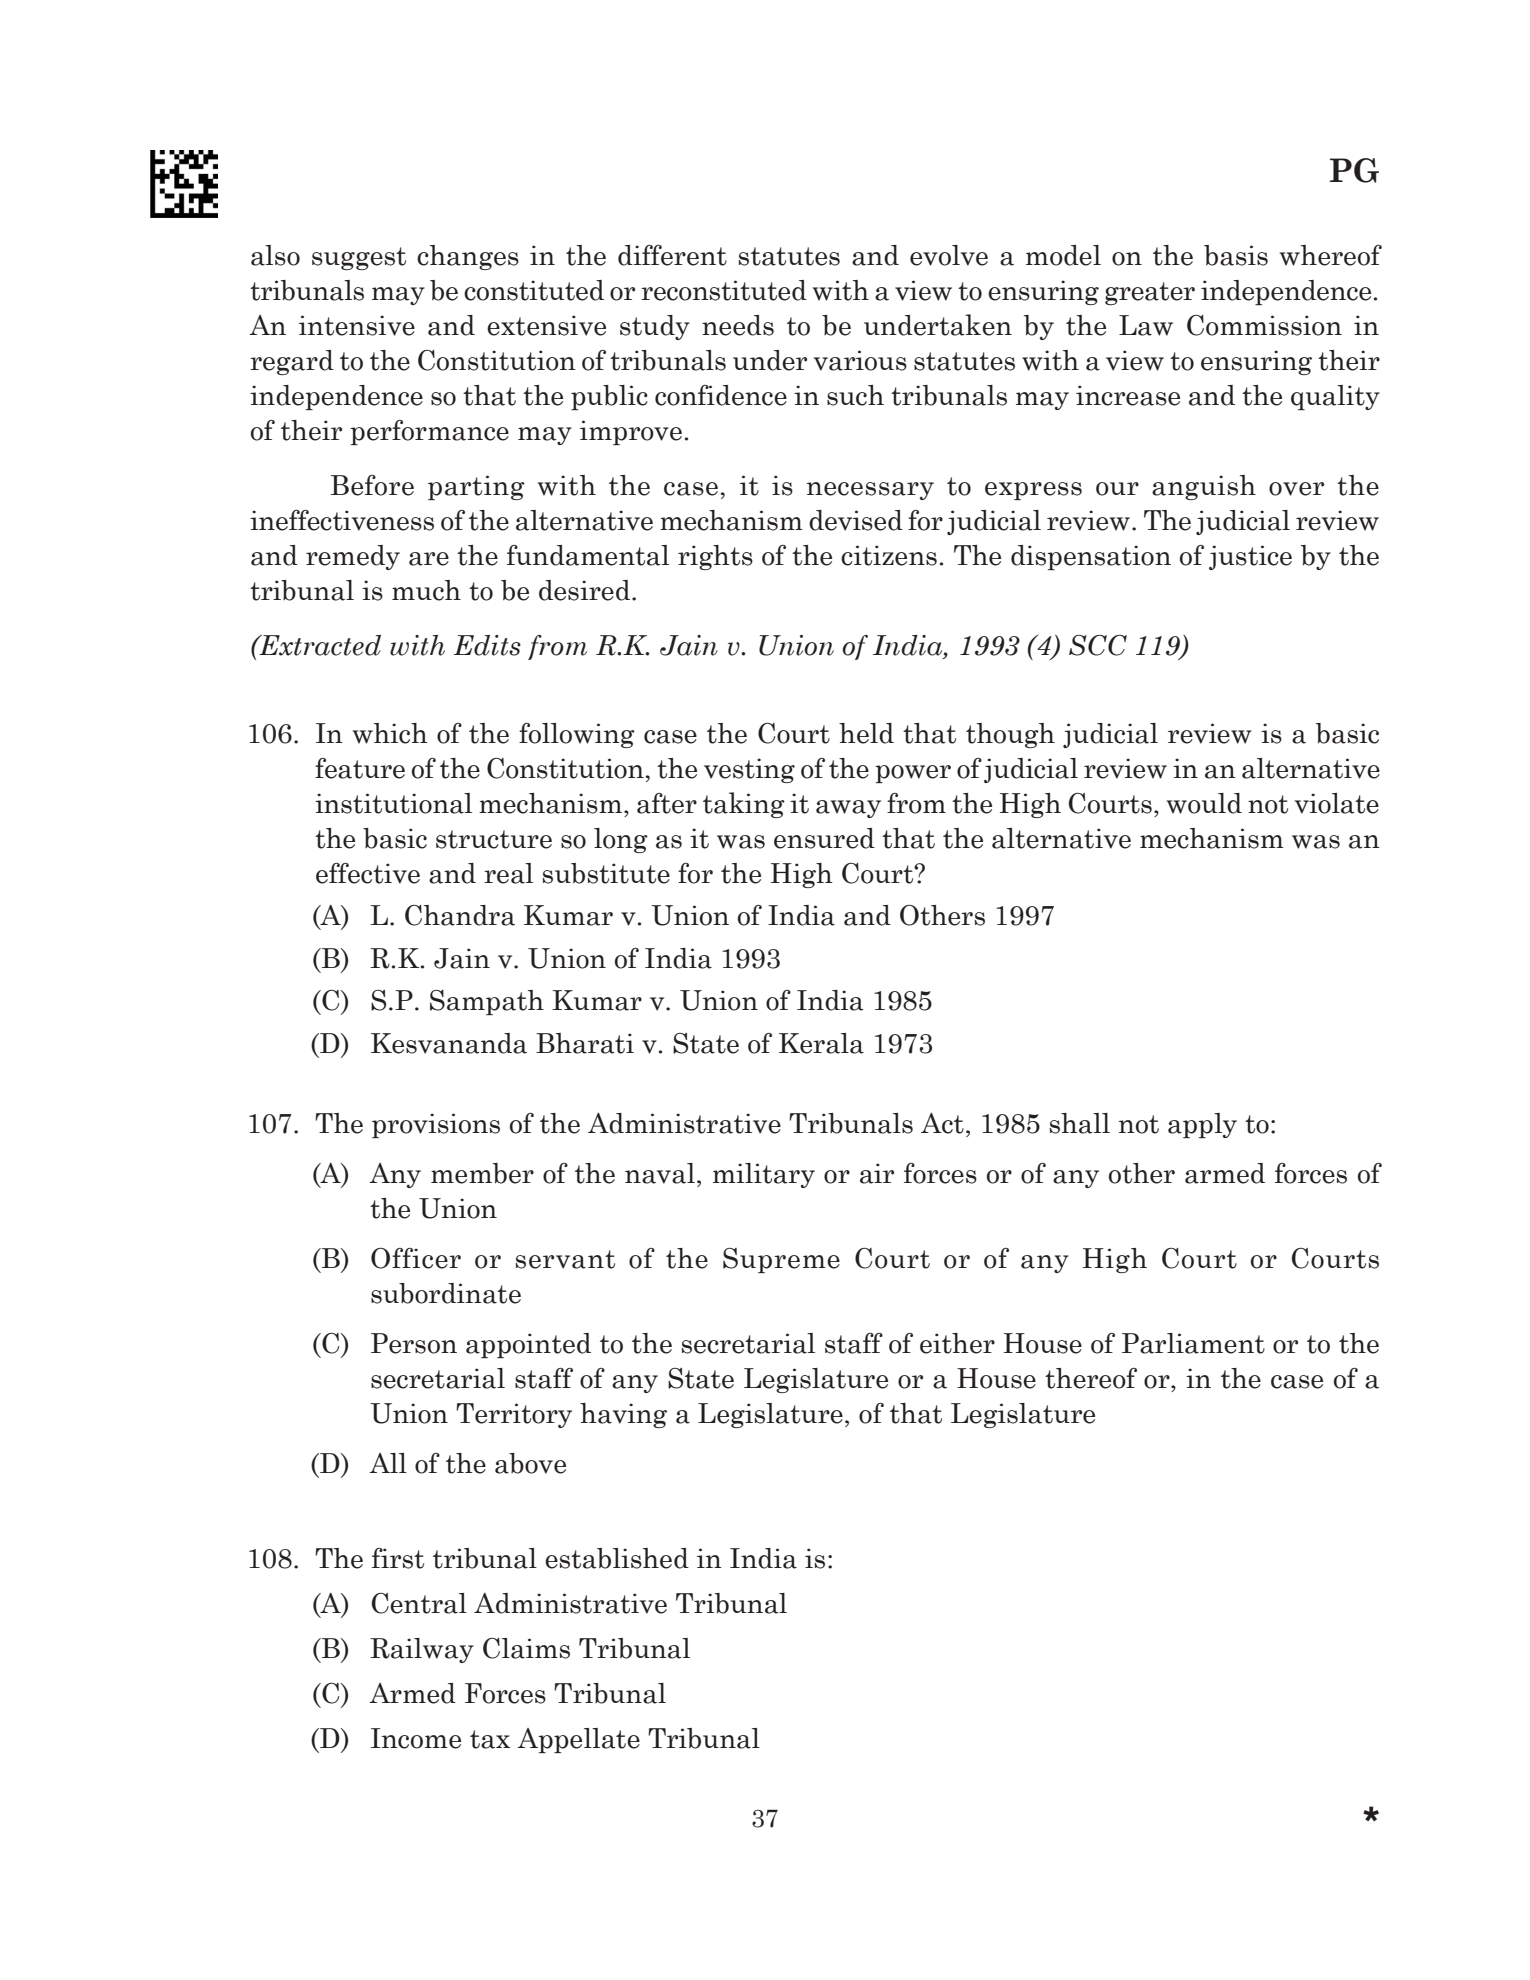 PG
also suggest changes in the different statutes and evolve a model on the basis whereof
tribunals may be constituted or reconstituted with a view to ensuring greater independence.
An intensive and extensive study needs to be undertaken by the Law Commission in
regard to the Constitution of tribunals under various statutes with a view to ensuring their
independence so that the public confidence in such tribunals may increase and the quality
of their performance may improve.
Before parting with the case, it is necessary to express our anguish over the
ineffectiveness of the alternative mechanism devised for judicial review. The judicial review
and remedy are the fundamental rights of the citizens. The dispensation of justice by the
tribunal is much to be desired.
(Extracted with Edits from R.K. Jain v. Union of India, 1993 (4) SCC 119)
106. In which of the following case the Court held that though judicial review is a basic
feature of the Constitution, the vesting of the power of judicial review in an alternative
institutional mechanism, after taking it away from the High Courts, would not violate
the basic structure so long as it was ensured that the alternative mechanism was an
effective and real substitute for the High Court?
(A) L. Chandra Kumar v. Union of India and Others 1997
(B) R.K. Jain v. Union of India 1993
(C) S.P. Sampath Kumar v. Union of India 1985
(D) Kesvananda Bharati v. State of Kerala 1973
107. The provisions of the Administrative Tribunals Act, 1985 shall not apply to:
(A) Any member of the naval, military or air forces or of any other armed forces of
the Union
(B) Officer or servant of the Supreme Court or of any High Court or Courts
subordinate
(C) Person appointed to the secretarial staff of either House of Parliament or to the
secretarial staff of any State Legislature or a House thereof or, in the case of a
Union Territory having a Legislature, of that Legislature
(D) All of the above
108. The first tribunal established in India is:
(A) Central Administrative Tribunal
(B) Railway Claims Tribunal
(C) Armed Forces Tribunal
(D) Income tax Appellate Tribunal
37 *